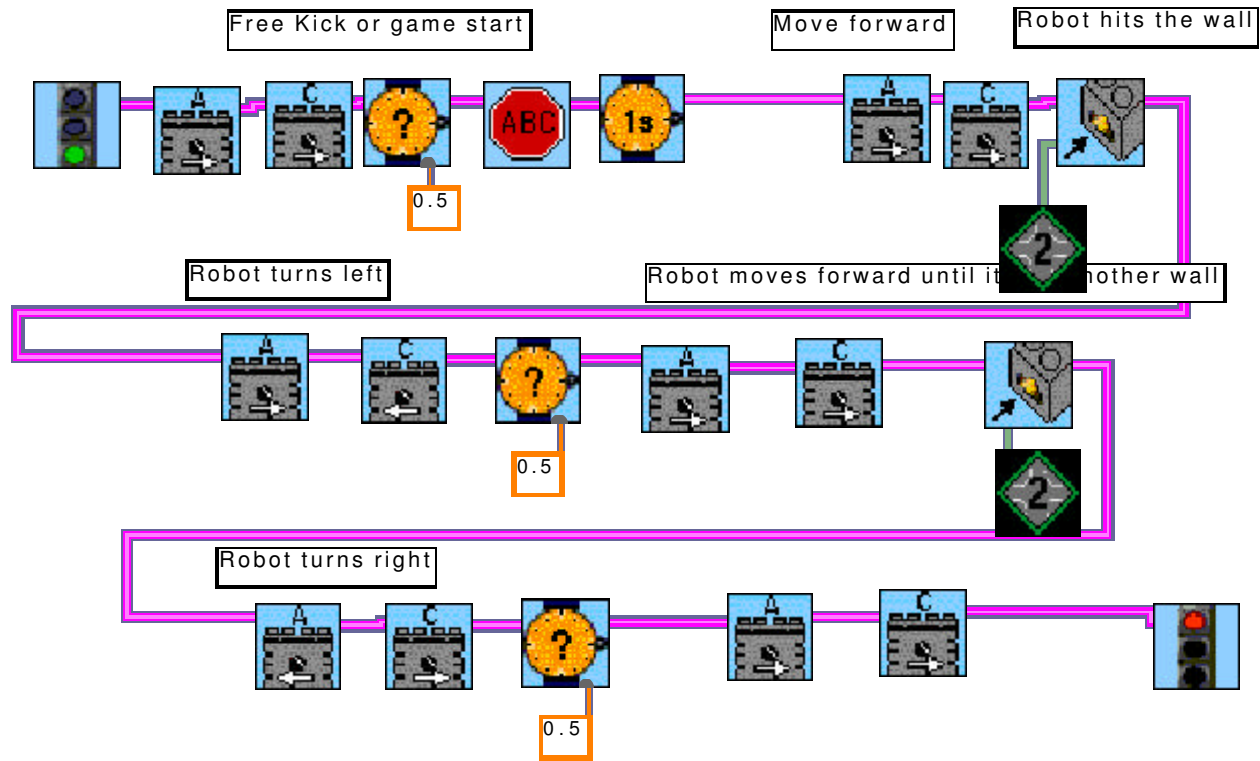 Free Kick or game start
Move forward
Robot hits the wall
A
C
?
ABC
1s
A
C
0.5
2
Robot turns left
Robot moves forward until it nother wall
A
C
?
A
C
0.5
2
Robot turns right
A
C
?
A
C
0.5